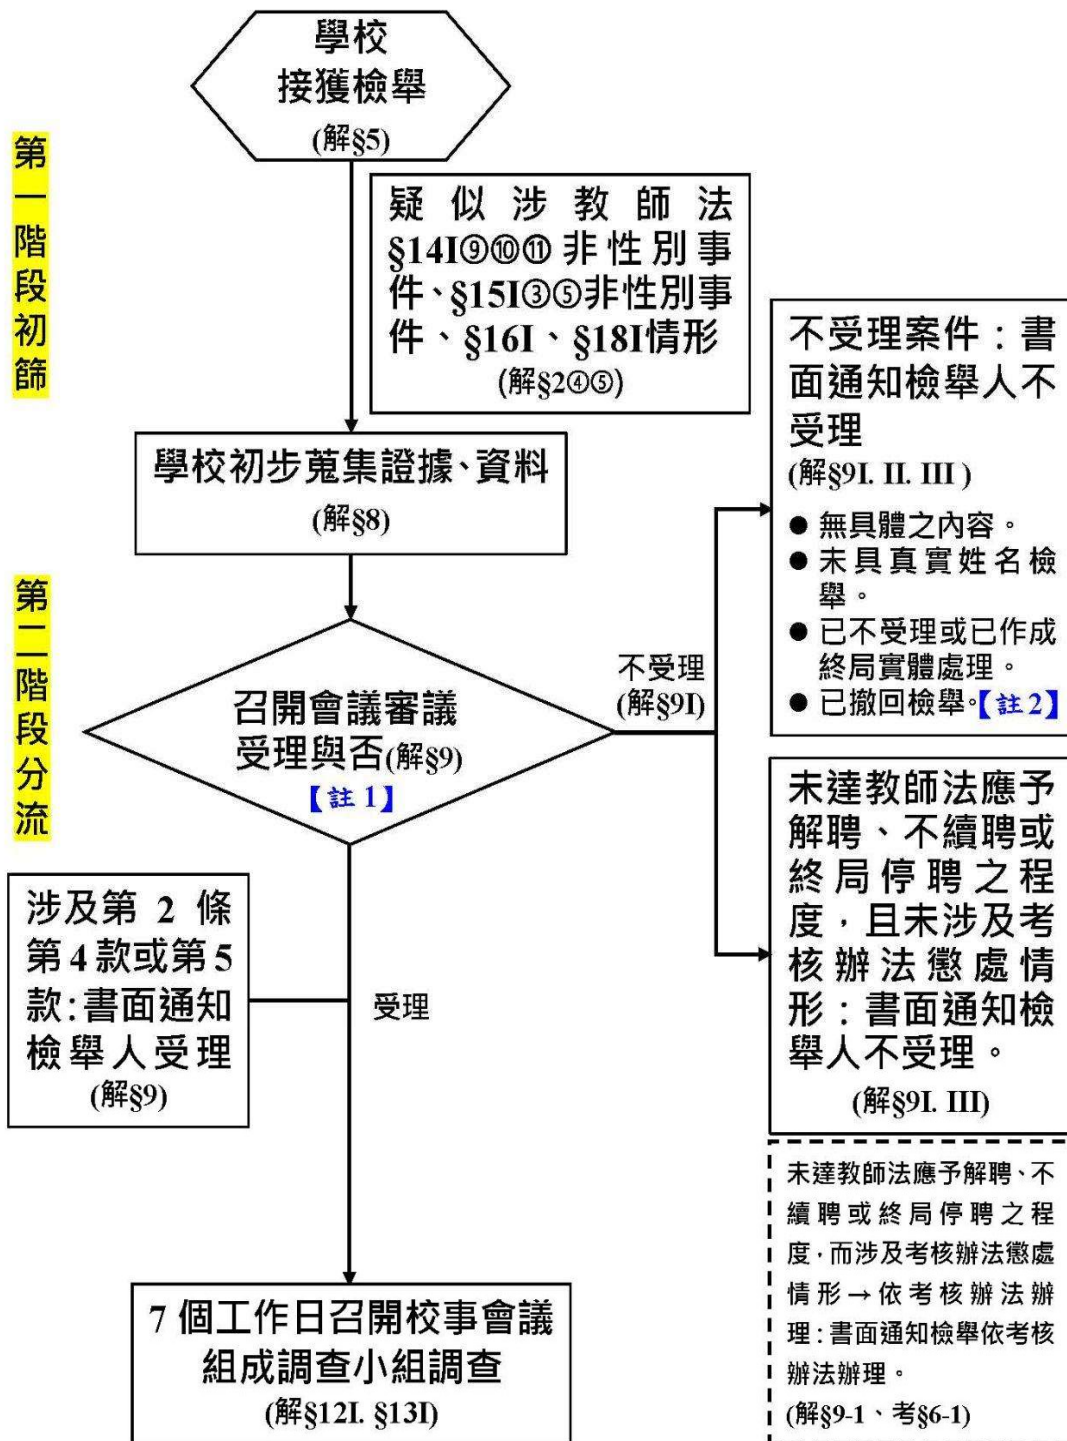 學校
接獲檢舉
(解§5)
第一階段初篩
疑似涉教師法
§14I⑨⑩⑪非性別事
件、§15I③⑤非性別事
件、§16I、§18I情形
(解§2④⑤)
學校初步蒐集證據、資料
(解§8)
第二階段分流
召開會議審議
受理與否(解§9)
【註1】
不受理
(解§9I)
不受理案件：書
面通知檢舉人不
受理
(解§9I. II. III )
● 無具體之內容。
● 未具真實姓名檢
舉。
● 已不受理或已作成
終局實體處理。
● 已撤回檢舉。【註2】
未達教師法應予
解聘、不續聘或
終局停聘之程
度，且未涉及考
核辦法懲處情
形：書面通知檢
舉人不受理。
(解§9I. III)
涉及第 2 條
第4款或第5
款:書面通知
檢舉人受理
(解§9)
受理
7 個工作日召開校事會議
組成調查小組調查
(解§12I. §13I)
未達教師法應予解聘、不
續聘或終局停聘之程
度，而涉及考核辦法懲處
情形→依考核辦法辦
理:書面通知檢舉依考核
辦法辦理。
(解§9-1、考§6-1)